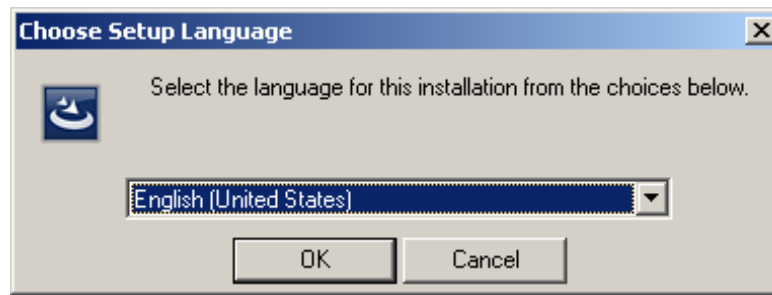 Choose Setup Language
Select the language for this installation from the choices below.
English (United States)
OK
Cancel